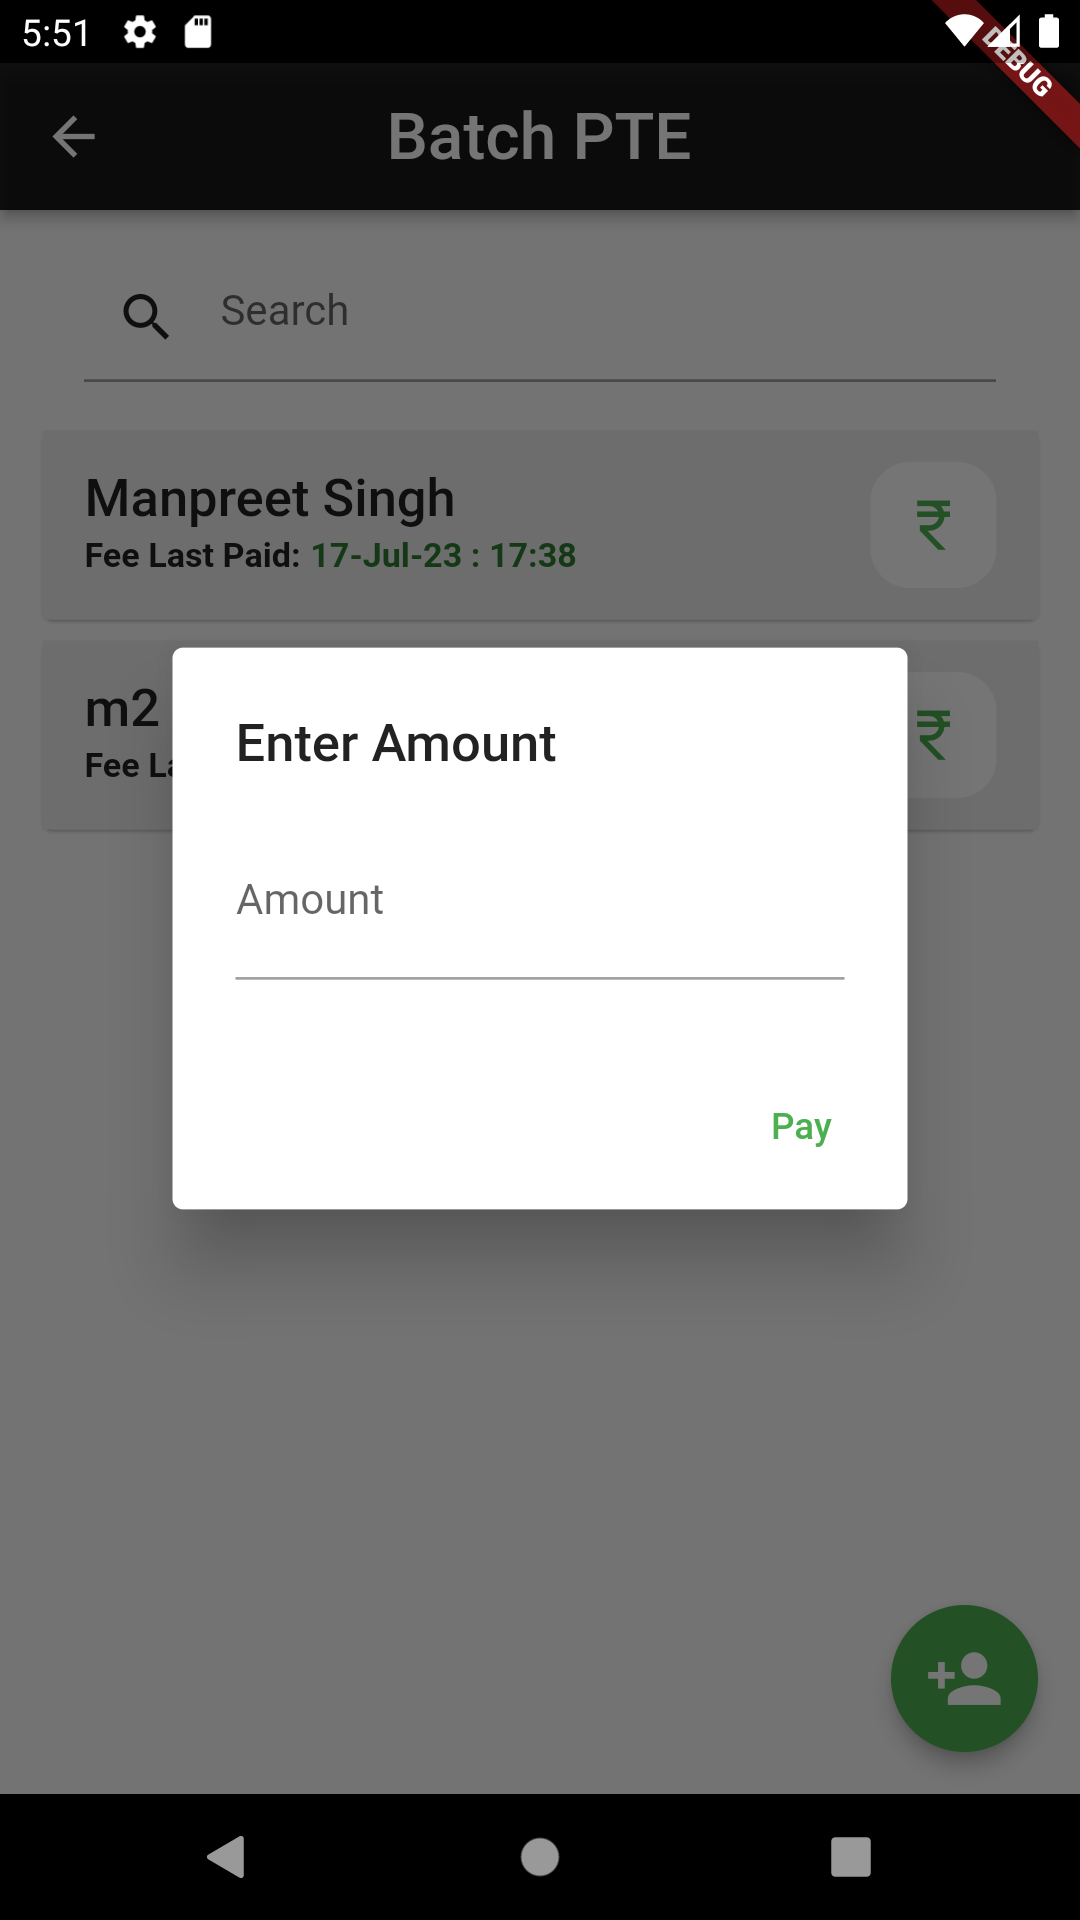 5:51
DEBUG
Batch PTE
Search
Manpreet Singh
₹
Fee Last Paid: 17-Jul-23 : 17:38
m2
₹
Fee
Enter Amount
Amount
Pay